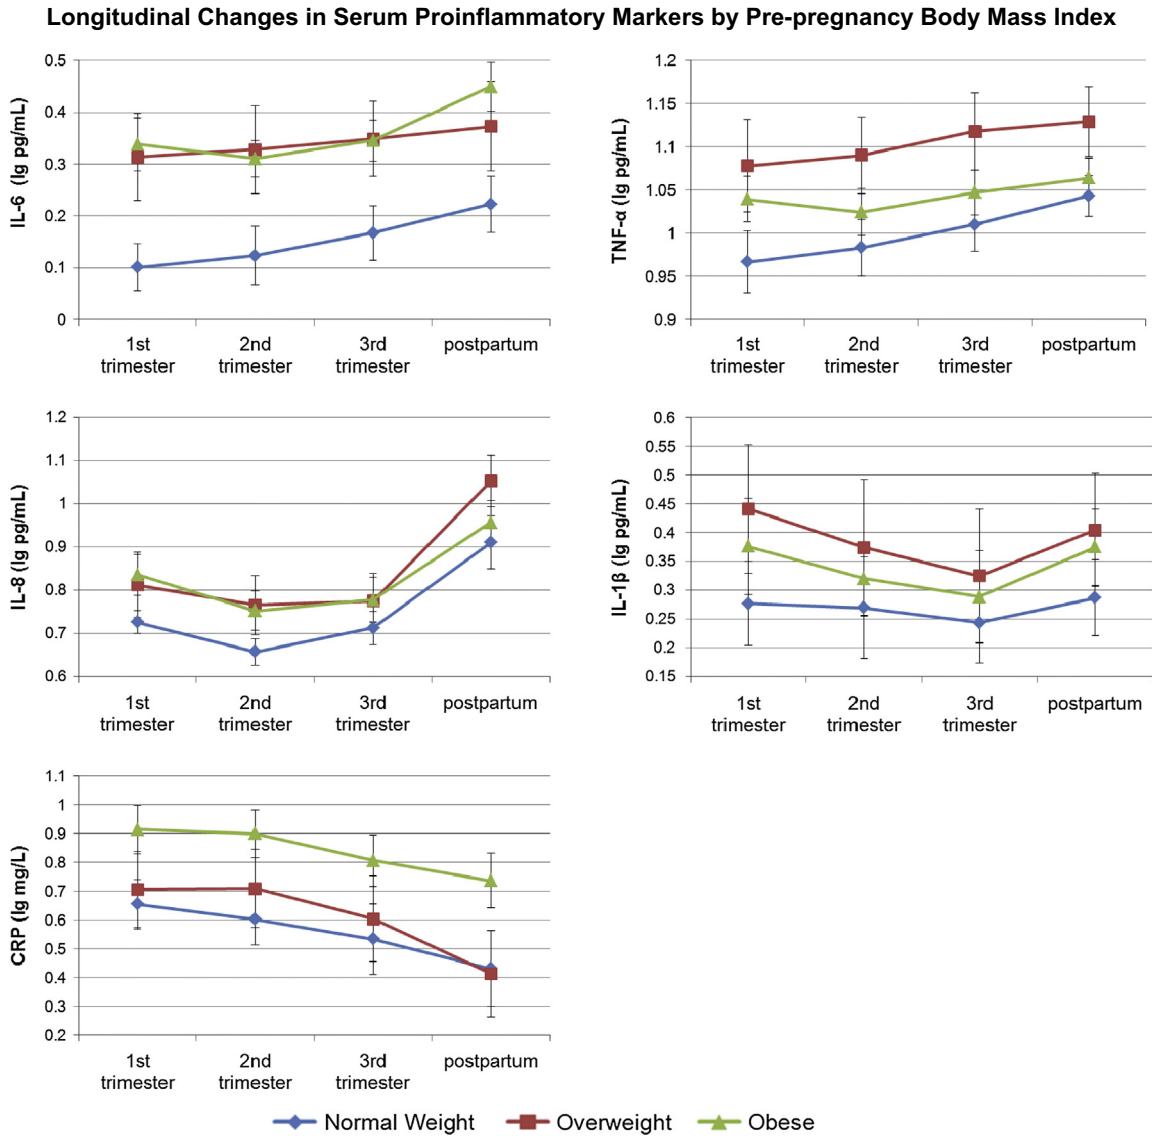 Longitudinal Changes in Serum Proinflammatory Markers by Pre-pregnancy Body Mass Index
IL-6 (lg pg/mL)
0.5
0.4
0.3
0.2
0.1
0
1st trimester
2nd trimester
3rd trimester
postpartum
TNF-α (lg pg/mL)
1.2
1.15
1.1
1.05
1
0.95
0.9
1st trimester
2nd trimester
3rd trimester
postpartum
IL-8 (lg pg/mL)
1.2
1.1
1
0.9
0.8
0.7
0.6
1st trimester
2nd trimester
3rd trimester
postpartum
IL-1β (lg pg/mL)
0.6
0.55
0.5
0.45
0.4
0.35
0.3
0.25
0.2
0.15
1st trimester
2nd trimester
3rd trimester
postpartum
CRP (lg mg/L)
1.1
1
0.9
0.8
0.7
0.6
0.5
0.4
0.3
0.2
1st trimester
2nd trimester
3rd trimester
postpartum
Normal Weight
Overweight
Obese